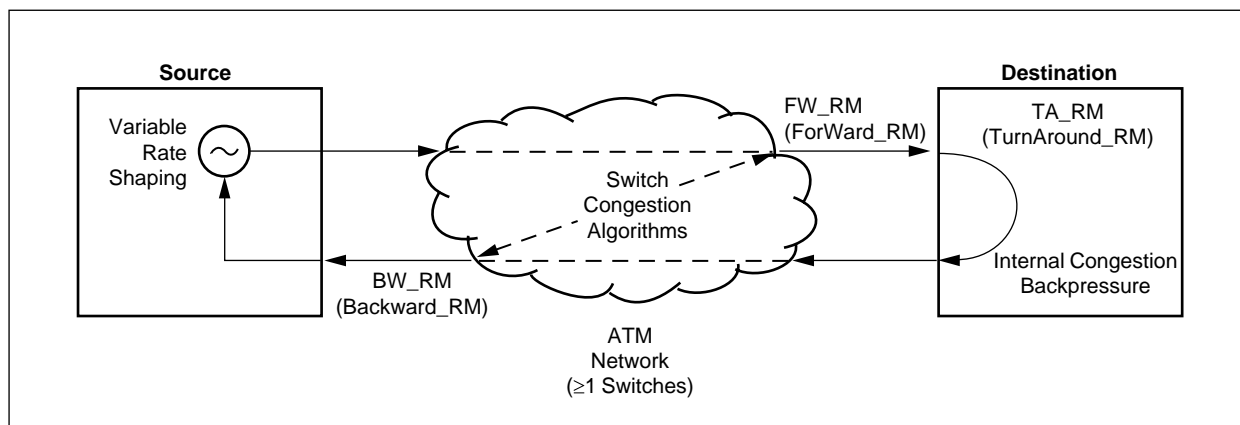 Source
Destination
Variable
Rate
Shaping
FW_RM
(ForWard_RM)
TA_RM
(TurnAround_RM)
Switch
Congestion
Algorithms
BW_RM
(Backward_RM)
Internal Congestion
Backpressure
ATM
Network
(≥1 Switches)